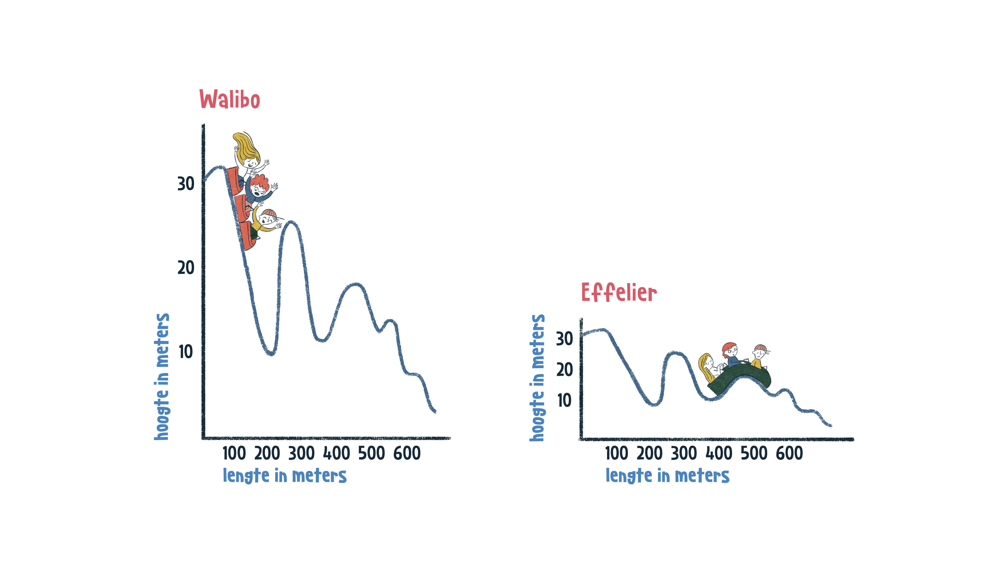 Walibo
30
20
10
hoogte in meters
100 200 300 400 500 600
lengte in meters
Effelier
30
20
10
hoogte in meters
100 200 300 400 500 600
lengte in meters